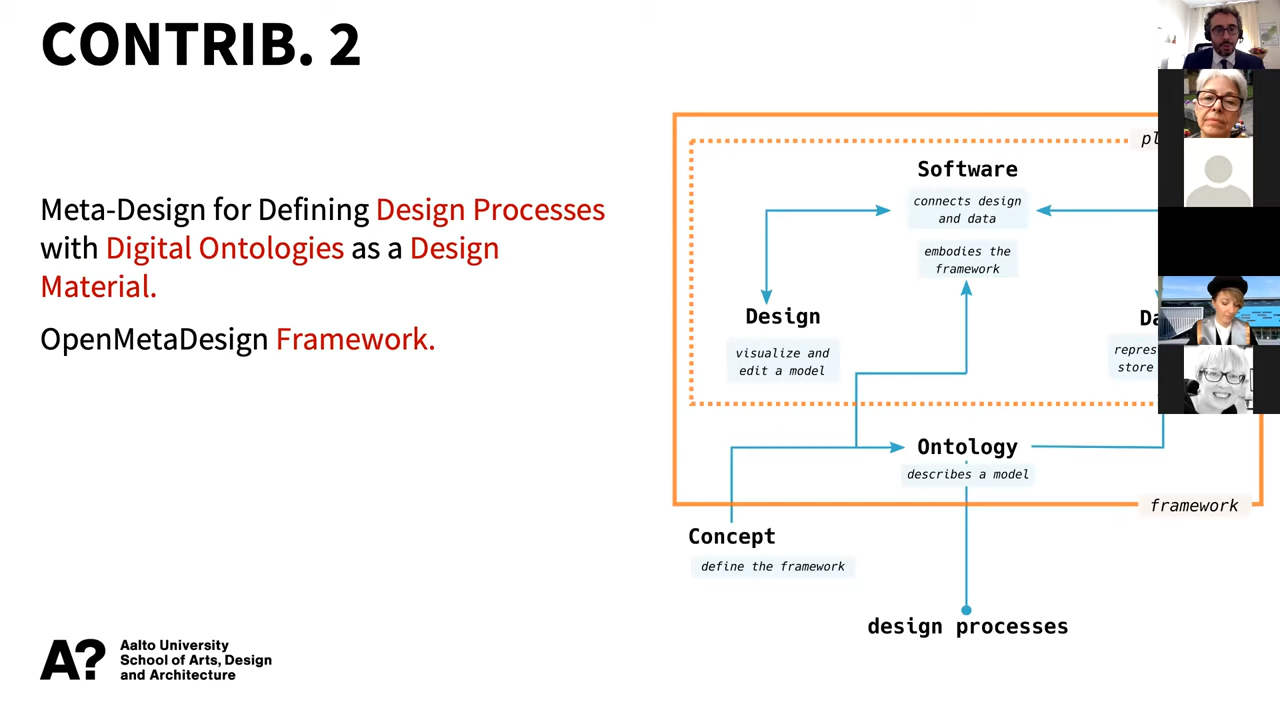 CONTRIB. 2
Meta-Design for Defining Design Processes
with Digital Ontologies as a Design
Material.
OpenMetaDesign Framework.
Software
connects design
and data
embodies the
framework
Design
visualize and
edit a model
store
Ontology
describes a model
framework
Concept
define the framework
design processes
A?
Aalto University
School of Arts, Design
and Architecture